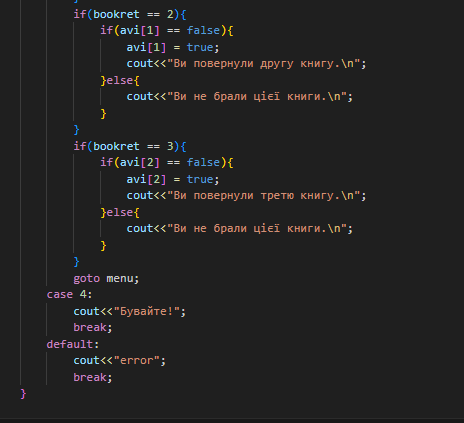 }
if(bookret == 2){
if(avi[1] == false){
avi[1] = true;
cout<<"Ви повернули другу книгу.\n";
}else{
cout<<"Ви не брали цієї книги.\n";
}
}
if(bookret == 3){
if(avi[2] == false){
avi[2] = true;
cout<<"Ви повернули третю книгу.\n";
}else{
cout<<"Ви не брали цієї книги.\n";
}
}
goto menu;
case 4:
cout<<"Бувайте!";
break;
default:
cout<<"error";
break;
}